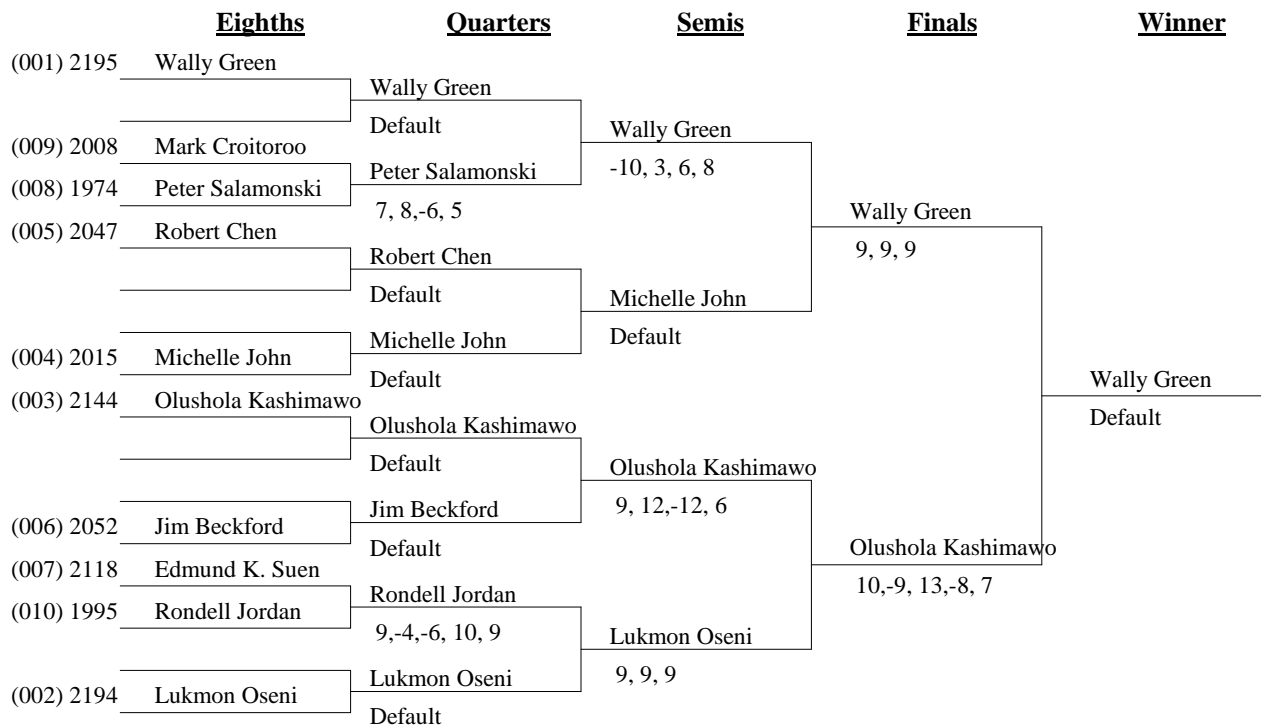 Eighths Quarters Semis Finals Winner
(001) 2195 Wally Green
Wally Green
Default
Wally Green
(009) 2008 Mark Croitoroo
-10, 3, 6, 8
Peter Salamonski
(008) 1974 Peter Salamonski
7, 8,-6, 5
Wally Green
(005) 2047 Robert Chen
9, 9, 9
Robert Chen
Default
Michelle John
Default
Michelle John
(004) 2015 Michelle John
Default
Wally Green
Default
(003) 2144 Olushola Kashimawo
Olushola Kashimawo
Default
Olushola Kashimawo
9, 12,-12, 6
Jim Beckford
(006) 2052 Jim Beckford
Default
Olushola Kashimawo
10,-9, 13,-8, 7
(007) 2118 Edmund K. Suen
Rondell Jordan
(010) 1995 Rondell Jordan
9,-4,-6, 10, 9
Lukmon Oseni
9, 9, 9
Lukmon Oseni
(002) 2194 Lukmon Oseni
Default